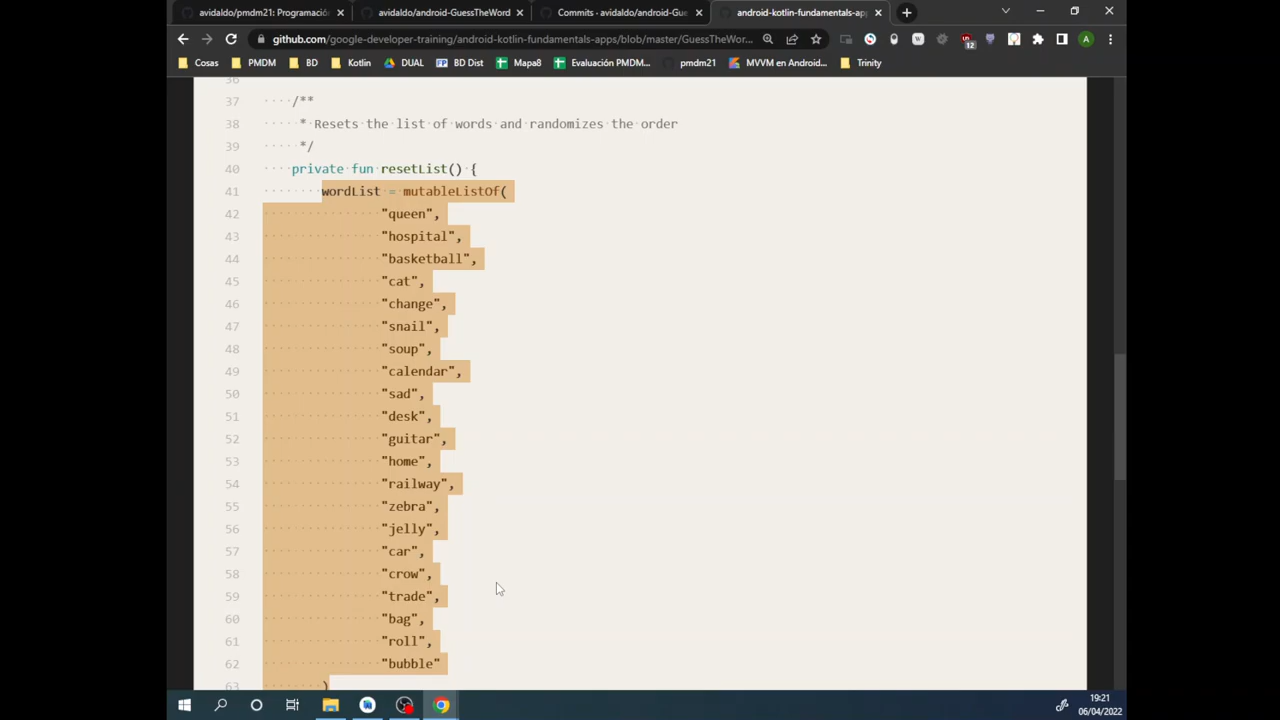 avidaldo/pmdm21: Programació
avidaldo/android-GuessTheWord
Commits - avidaldo/android-Gue
android-kotlin-fundamentals-ap
github.com/google-developer-training/android-kotlin-fundamentals-apps/blob/master/GuessTheWor...
12
A
Cosas
PMDM
BD
Kotlin
DUAL
BD Dist
Mapa8
Evaluación PMDM...
pmdm21
MVVM en Android...
Trinity
36
37 /**
38 * Resets the list of words and randomizes the order
39 */
40 private fun resetList() {
41 wordList = mutableListOf(
42 "queen",
43 "hospital",
44 "basketball",
45 "cat",
46 "change",
47 "snail",
48 "soup",
49 "calendar",
50 "sad",
51 "desk",
52 "guitar",
53 "home",
54 "railway",
55 "zebra",
56 "jelly",
57 "car",
58 "crow",
59 "trade",
60 "bag",
61 "roll",
62 "bubble"
63 )
19:21
06/04/2022